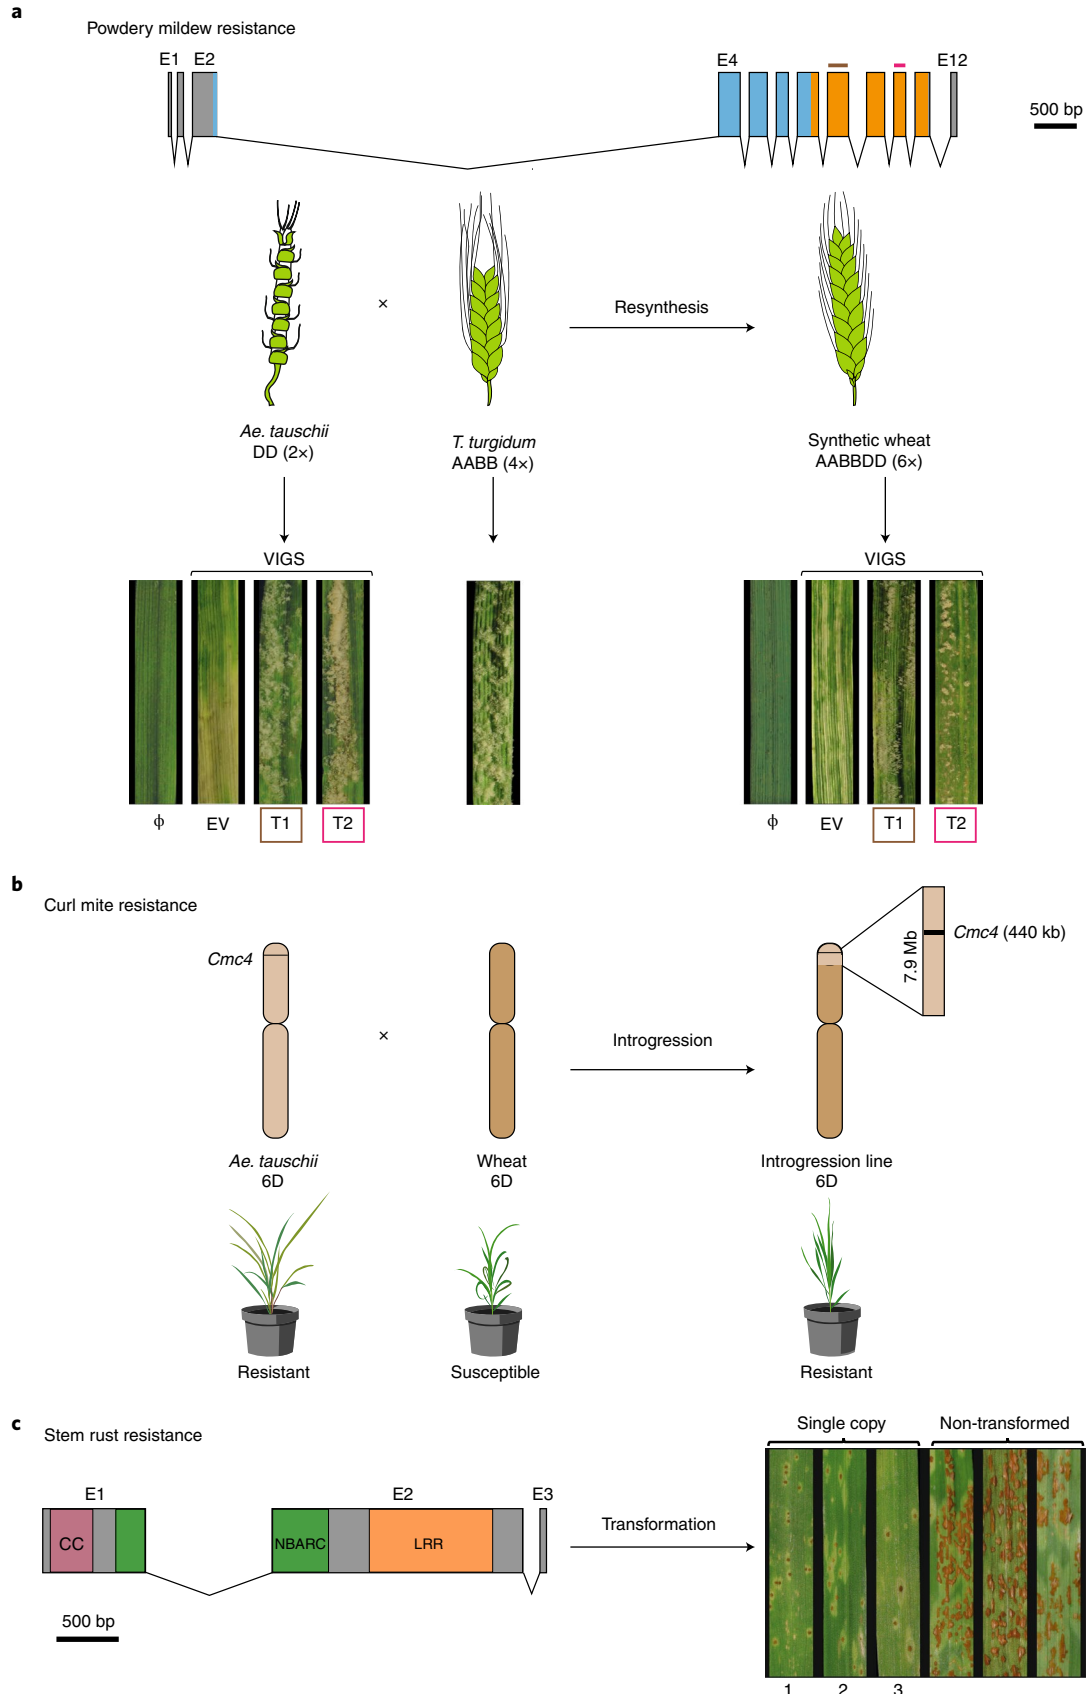 a
Powdery mildew resistance
E1 E2 E4 E12
500 bp
× Resynthesis
Ae. tauschii
DD (2×)
T. turgidum
AABB (4×)
Synthetic wheat
AABBDD (6×)
VIGS VIGS
ϕ EV T1 T2 ϕ EV T1 T2
b
Curl mite resistance
Cmc4
7.9 Mb
Cmc4 (440 kb)
× Introgression
Ae. tauschii
6D
Wheat
6D
Introgression line
6D
Resistant Susceptible Resistant
c
Stem rust resistance
Single copy Non-transformed
E1 E2 E3
CC NBARC LRR
Transformation
500 bp
1 2 3